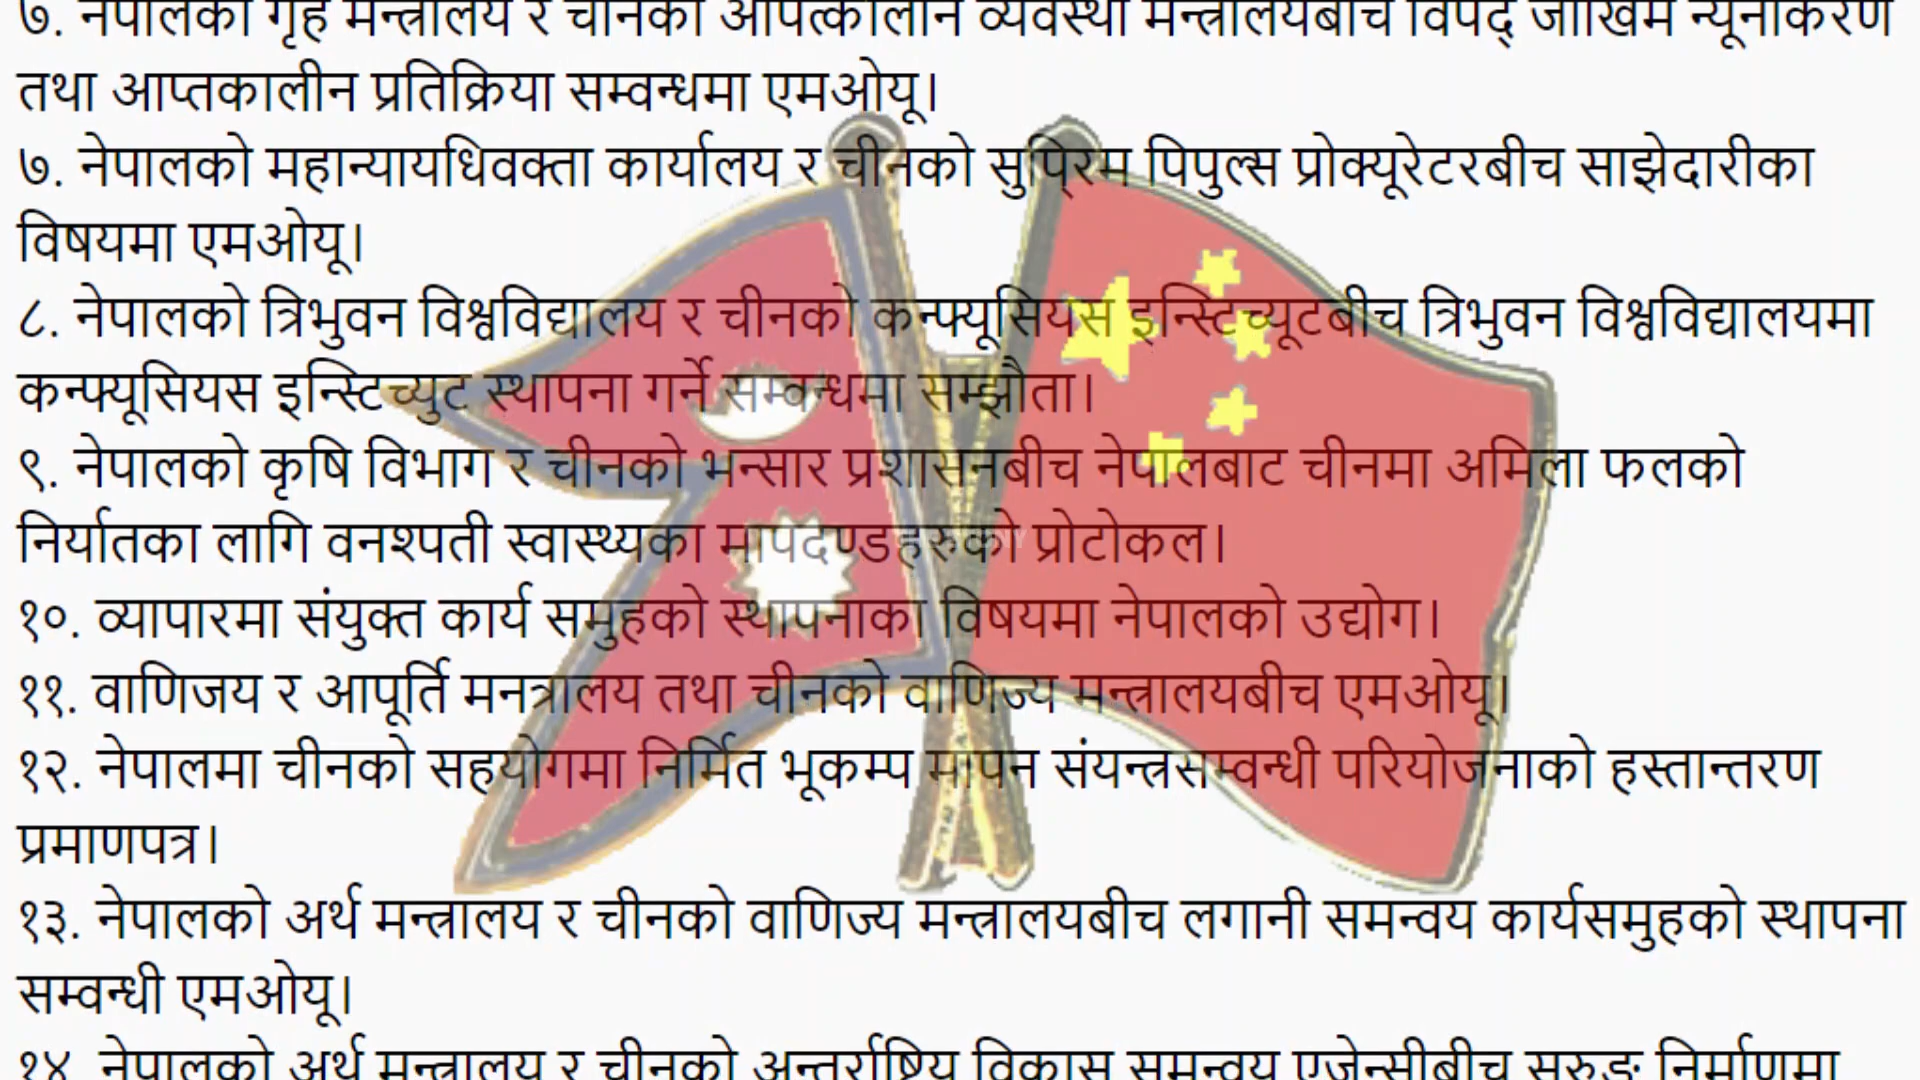 ७. नेपालको गृह मन्त्रालय र चीनको आपत्कालीन व्यवस्था मन्त्रालयबीच विपद् जोखिम न्यूनीकरण
तथा आप्तकालीन प्रतिक्रिया सम्वन्धमा एमओयू।
७. नेपालको महान्यायधिवक्ता कार्यालय र चीनको सुप्रिम पिपुल्स प्रोक्यूरेटरबीच साझेदारीका
विषयमा एमओयू।
८. नेपालको त्रिभुवन विश्वविद्यालय र चीनको कन्फ्यूसियस इन्स्टिच्यूटबीच त्रिभुवन विश्वविद्यालयमा
कन्फ्यूसियस इन्स्टिच्युट स्थापना गर्ने सम्वन्धमा सम्झौता।
९. नेपालको कृषि विभाग र चीनको भन्सार प्रशासनबीच नेपालबाट चीनमा अमिला फलको
निर्यातका लागि वनश्पती स्वास्थ्यका मापदण्डहरुको प्रोटोकल।
१०. व्यापारमा संयुक्त कार्य समुहको स्थापनाका विषयमा नेपालको उद्योग।
११. वाणिजय र आपूर्ति मनत्रालय तथा चीनको वाणिज्य मन्त्रालयबीच एमओयू।
१२. नेपालमा चीनको सहयोगमा निर्मित भूकम्प मापन संयन्त्रसम्वन्धी परियोजनाको हस्तान्तरण
प्रमाणपत्र।
१३. नेपालको अर्थ मन्त्रालय र चीनको वाणिज्य मन्त्रालयबीच लगानी समन्वय कार्यसमुहको स्थापना
सम्वन्धी एमओयू।
१४. नेपालको अर्थ मन्त्रालय र चीनको अन्तर्राष्ट्रिय विकास समन्वय एजेन्सीबीच सुरुङ निर्माणमा